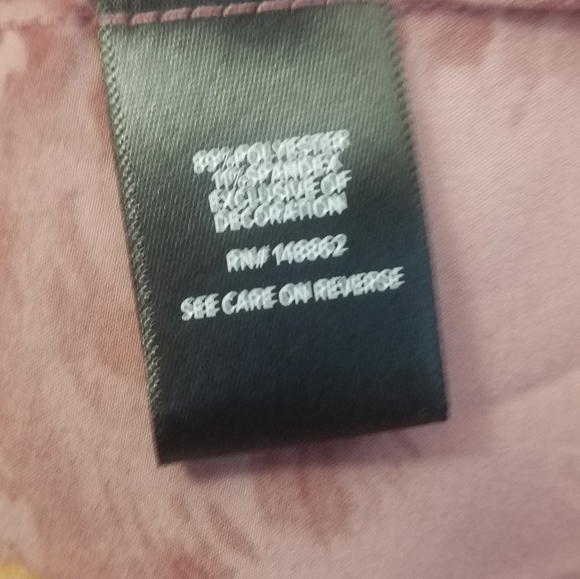 89% POLYESTER
11% SPANDEX
EXCLUSIVE OF
DECORATION
RN# 148862
SEE CARE ON REVERSE